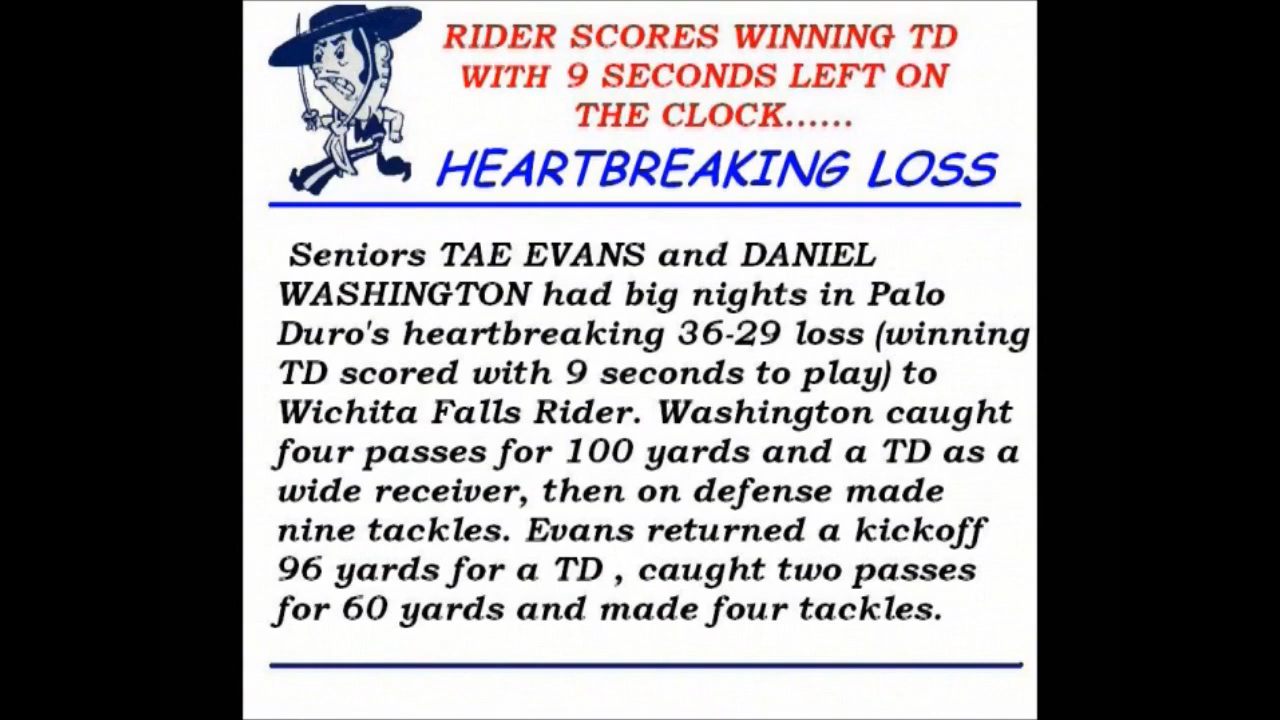 RIDER SCORES WINNING TD
WITH 9 SECONDS LEFT ON
THE CLOCK......
HEARTBREAKING LOSS
Seniors TAE EVANS and DANIEL
WASHINGTON had big nights in Palo
Duro's heartbreaking 36-29 loss (winning
TD scored with 9 seconds to play) to
Wichita Falls Rider. Washington caught
four passes for 100 yards and a TD as a
wide receiver, then on defense made
nine tackles. Evans returned a kickoff
96 yards for a TD , caught two passes
for 60 yards and made four tackles.